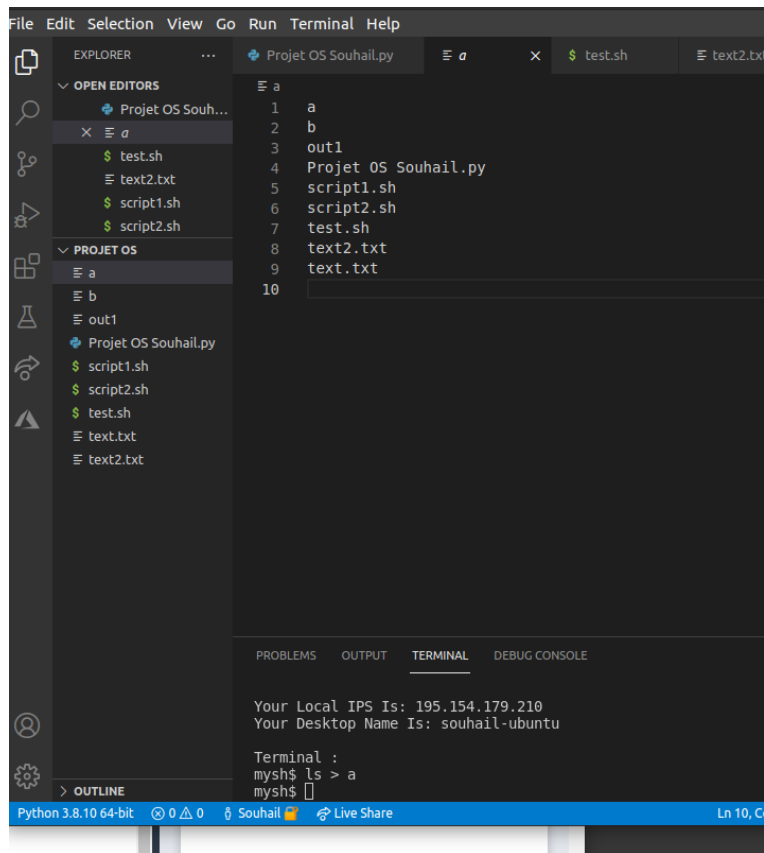 File Edit Selection View Go Run Terminal Help
EXPLORER ...
Projet OS Souhail.py a × $ test.sh text2.tx
OPEN EDITORS
Projet OS Souh...
× a
$ test.sh
text2.txt
$ script1.sh
$ script2.sh
PROJET OS
a
b
out1
Projet OS Souhail.py
$ script1.sh
$ script2.sh
$ test.sh
text.txt
text2.txt
> OUTLINE
a
1 a
2 b
3 out1
4 Projet OS Souhail.py
5 script1.sh
6 script2.sh
7 test.sh
8 text2.txt
9 text.txt
10
PROBLEMS OUTPUT TERMINAL DEBUG CONSOLE
Your Local IPS Is: 195.154.179.210
Your Desktop Name Is: souhail-ubuntu
Terminal :
mysh$ ls > a
mysh$
Python 3.8.10 64-bit 0 0 Souhail Live Share Ln 10, C